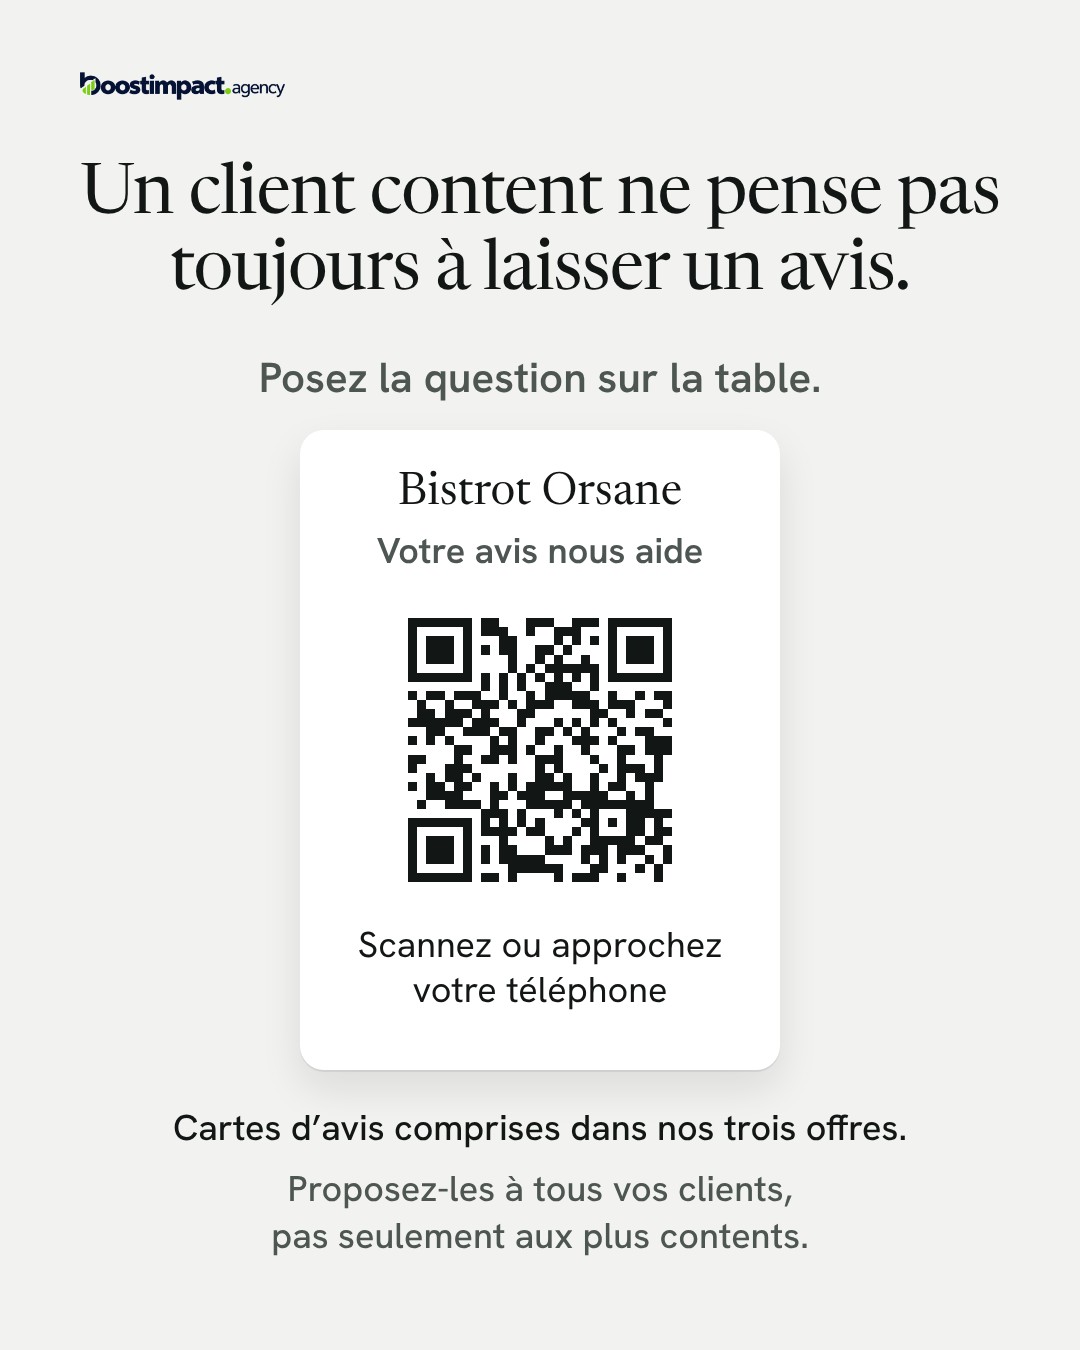 boostimpact.agency
Un client content ne pense pas
toujours à laisser un avis.
Posez la question sur la table.
Bistrot Orsane
Votre avis nous aide
Scannez ou approchez
votre téléphone
Cartes d’avis comprises dans nos trois offres.
Proposez-les à tous vos clients,
pas seulement aux plus contents.